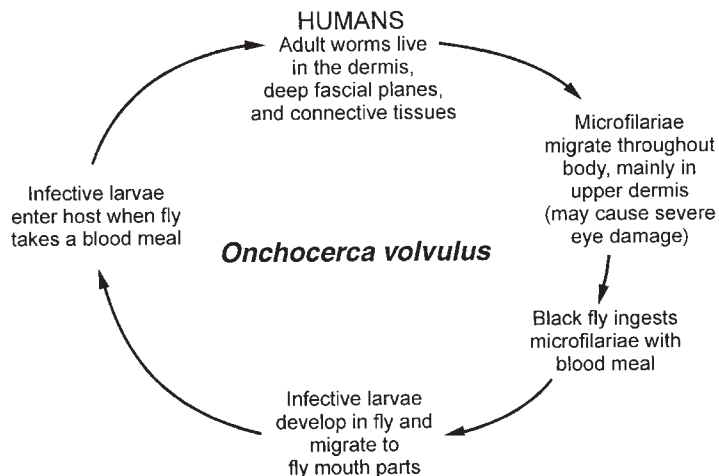 HUMANS
Adult worms live
in the dermis,
deep fascial planes,
and connective tissues
Microfilariae
migrate throughout
body, mainly in
upper dermis
(may cause severe
eye damage)
Black fly ingests
microfilariae with
blood meal
Infective larvae
develop in fly and
migrate to
fly mouth parts
Infective larvae
enter host when fly
takes a blood meal
Onchocerca volvulus